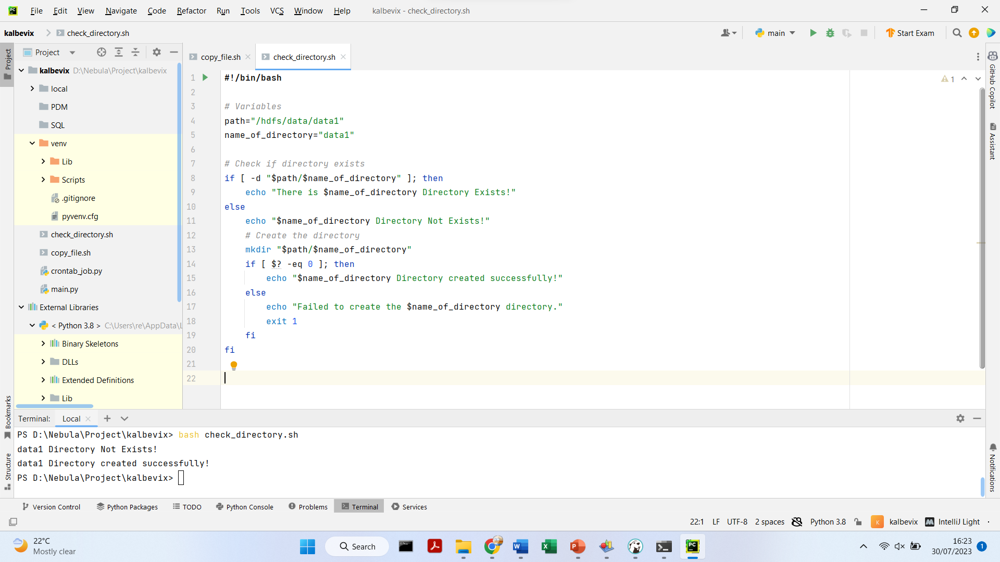 File Edit View Navigate Code Refactor Run Tools VCS Window Help kalbevix - check_directory.sh
kalbevix check_directory.sh main Start Exam
Project
Project
kalbevix D:\Nebula\Project\kalbevix
local
PDM
SQL
venv
Lib
Scripts
.gitignore
pyvenv.cfg
check_directory.sh
copy_file.sh
crontab_job.py
main.py
External Libraries
< Python 3.8 > C:\Users\re\AppData\L
Binary Skeletons
DLLs
Extended Definitions
Lib
Bookmarks
Structure
copy_file.sh check_directory.sh
1 #!/bin/bash
2
3 # Variables
4 path="/hdfs/data/data1"
5 name_of_directory="data1"
6
7 # Check if directory exists
8 if [ -d "$path/$name_of_directory" ]; then
9 echo "There is $name_of_directory Directory Exists!"
10 else
11 echo "$name_of_directory Directory Not Exists!"
12 # Create the directory
13 mkdir "$path/$name_of_directory"
14 if [ $? -eq 0 ]; then
15 echo "$name_of_directory Directory created successfully!"
16 else
17 echo "Failed to create the $name_of_directory directory."
18 exit 1
19 fi
20 fi
21
22
1
GitHub Copilot
Assistant
Notifications
Terminal: Local
PS D:\Nebula\Project\kalbevix> bash check_directory.sh
data1 Directory Not Exists!
data1 Directory created successfully!
PS D:\Nebula\Project\kalbevix>
Version Control Python Packages TODO Python Console Problems Terminal Services
22:1 LF UTF-8 2 spaces Python 3.8 K kalbevix IntelliJ Light
22°C
Mostly clear
Search
16:23
30/07/2023
1